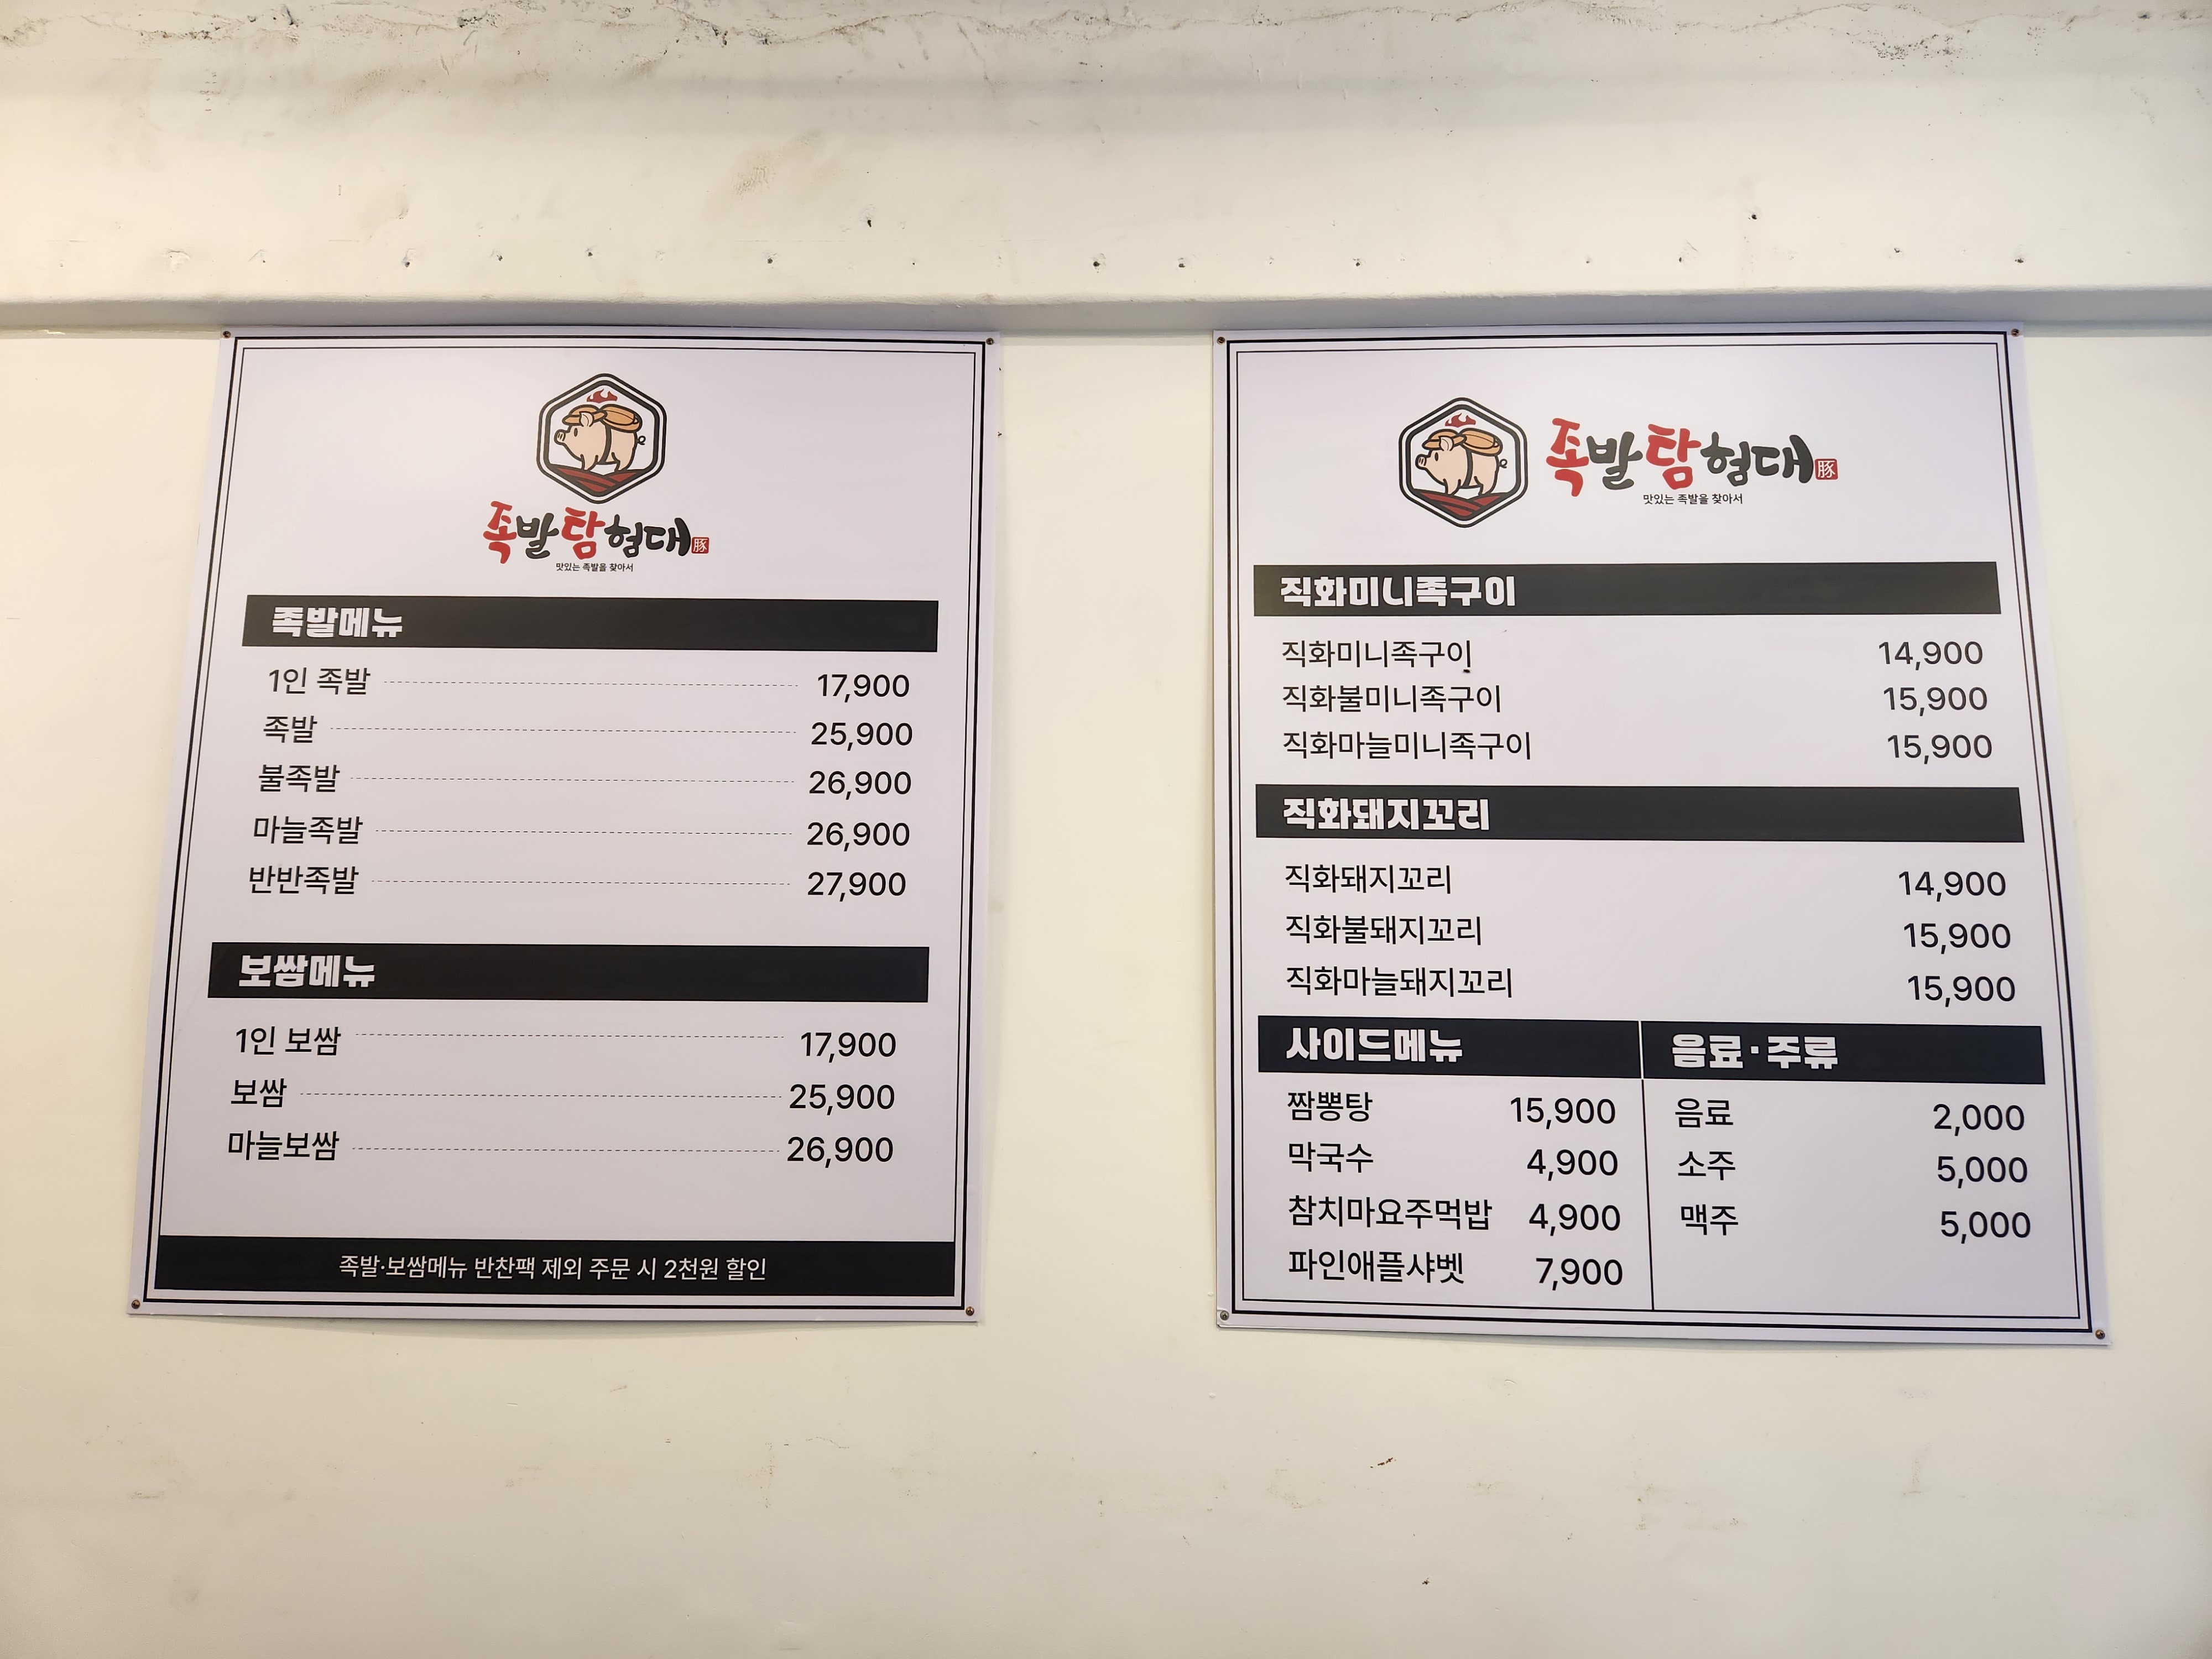 족발탐험대 豚
맛있는 족발을 찾아서
족발메뉴
1인 족발 17,900
족발 25,900
불족발 26,900
마늘족발 26,900
반반족발 27,900
보쌈메뉴
1인 보쌈 17,900
보쌈 25,900
마늘보쌈 26,900
족발·보쌈메뉴 반찬팩 제외 주문 시 2천원 할인
족발탐험대 豚
맛있는 족발을 찾아서
직화미니족구이
직화미니족구이 14,900
직화불미니족구이 15,900
직화마늘미니족구이 15,900
직화돼지꼬리
직화돼지꼬리 14,900
직화불돼지꼬리 15,900
직화마늘돼지꼬리 15,900
사이드메뉴
짬뽕탕 15,900
막국수 4,900
참치마요주먹밥 4,900
파인애플샤벳 7,900
음료·주류
음료 2,000
소주 5,000
맥주 5,000